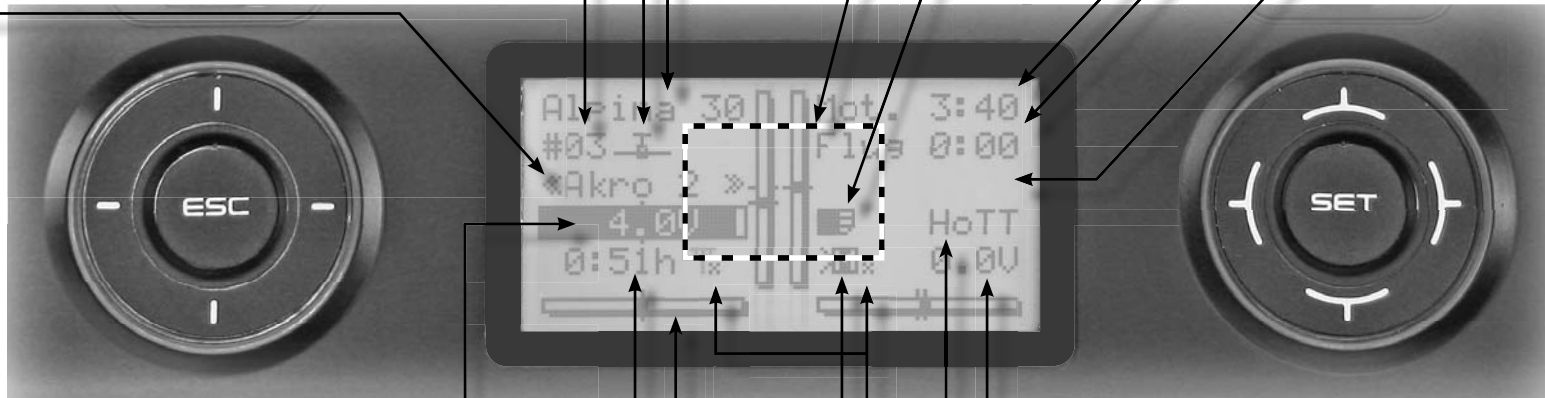 ESC
Alpina 30
#03
«Akro 2 »
4.0V
0:51h Tx
Mot. 3:40
Flug 0:00
HoTT
0.0V
SET